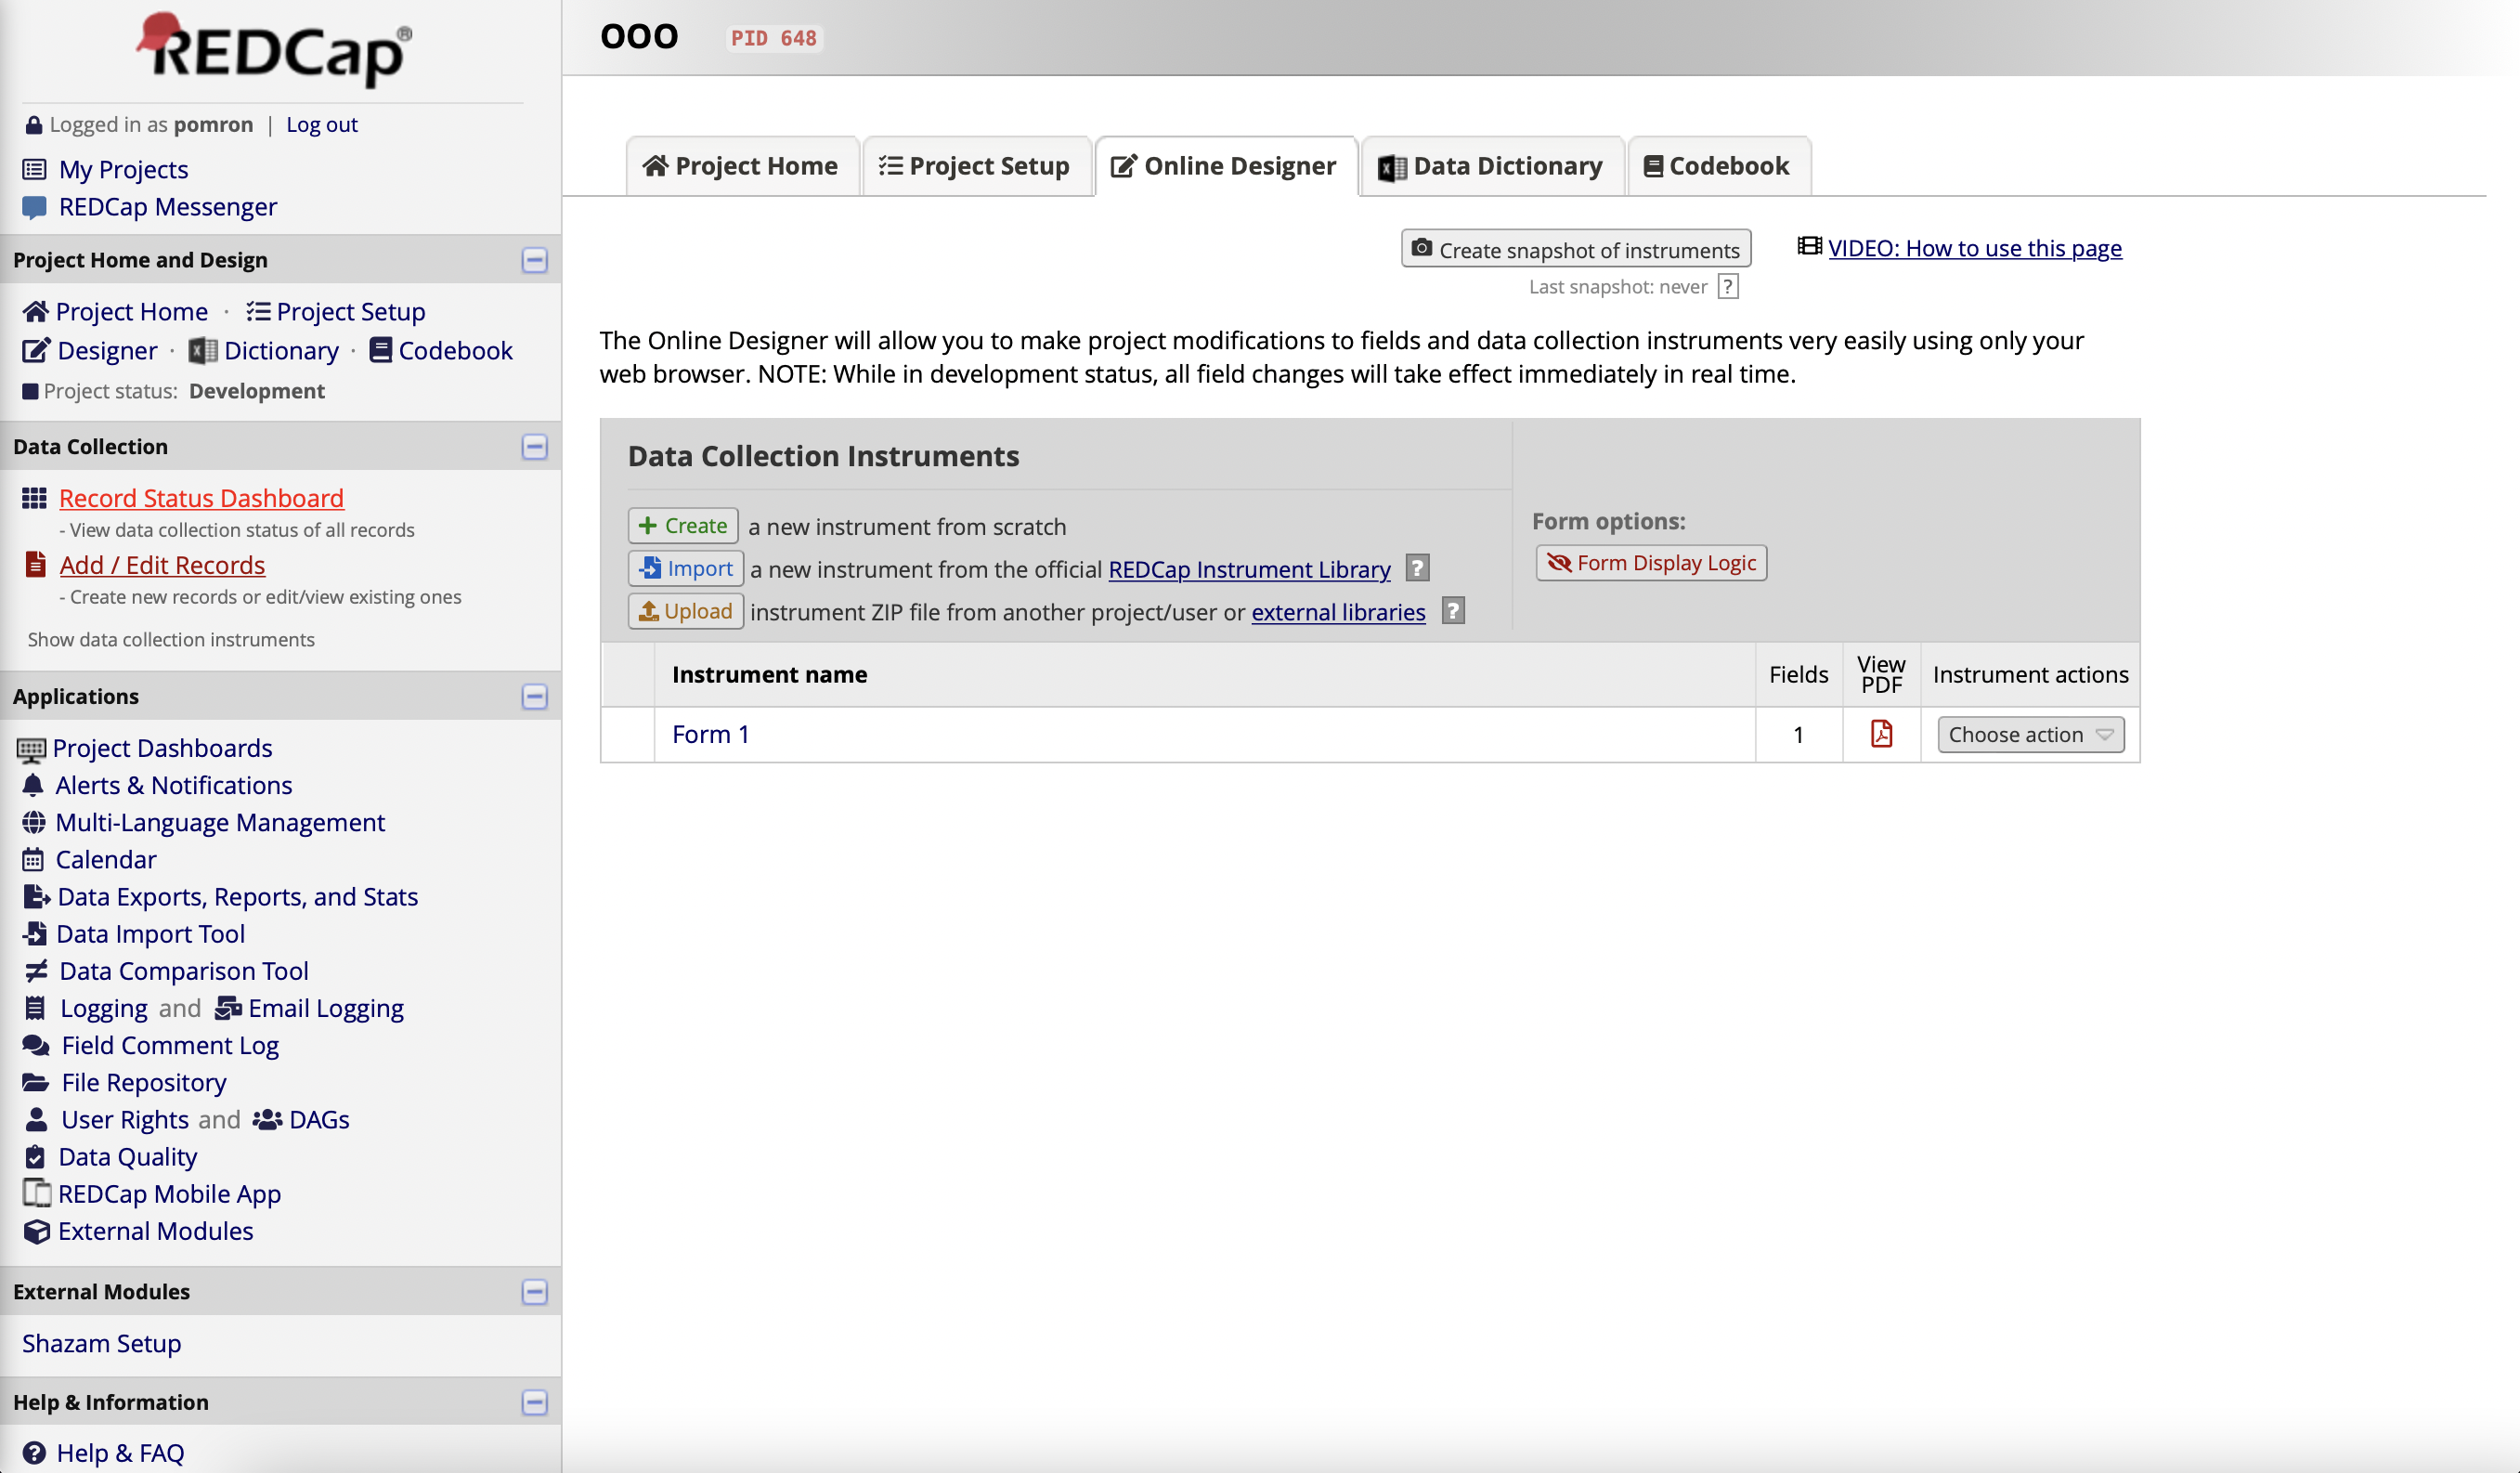 REDCap®
Logged in as pomron | Log out
My Projects
REDCap Messenger
Project Home and Design
Project Home · Project Setup
Designer · Dictionary · Codebook
Project status: Development
Data Collection
Record Status Dashboard
- View data collection status of all records
Add / Edit Records
- Create new records or edit/view existing ones
Show data collection instruments
Applications
Project Dashboards
Alerts & Notifications
Multi-Language Management
Calendar
Data Exports, Reports, and Stats
Data Import Tool
Data Comparison Tool
Logging and Email Logging
Field Comment Log
File Repository
User Rights and DAGs
Data Quality
REDCap Mobile App
External Modules
External Modules
Shazam Setup
Help & Information
Help & FAQ
OOO PID 648
Project Home Project Setup Online Designer Data Dictionary Codebook
Create snapshot of instruments VIDEO: How to use this page
Last snapshot: never ?
The Online Designer will allow you to make project modifications to fields and data collection instruments very easily using only your
web browser. NOTE: While in development status, all field changes will take effect immediately in real time.
Data Collection Instruments
+ Create a new instrument from scratch
Import a new instrument from the official REDCap Instrument Library ?
Upload instrument ZIP file from another project/user or external libraries ?
Form options:
Form Display Logic
Instrument name Fields View PDF Instrument actions
Form 1 1 Choose action